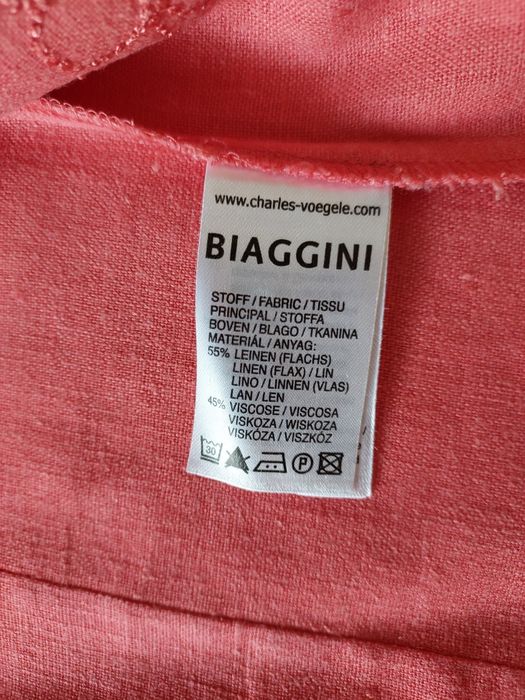 www.charles-voegele.com
BIAGGINI
STOFF / FABRIC / TISSU
PRINCIPAL / STOFFA
BOVEN / BLAGO / TKANINA
MATERIÁL / ANYAG:
55% LEINEN (FLACHS)
LINEN (FLAX) / LIN
LINO / LINNEN (VLAS)
LAN / LEN
45% VISCOSE / VISCOSA
VISKOZA / WISKOZA
VISKÓZA / VISZKÓZ
30 P